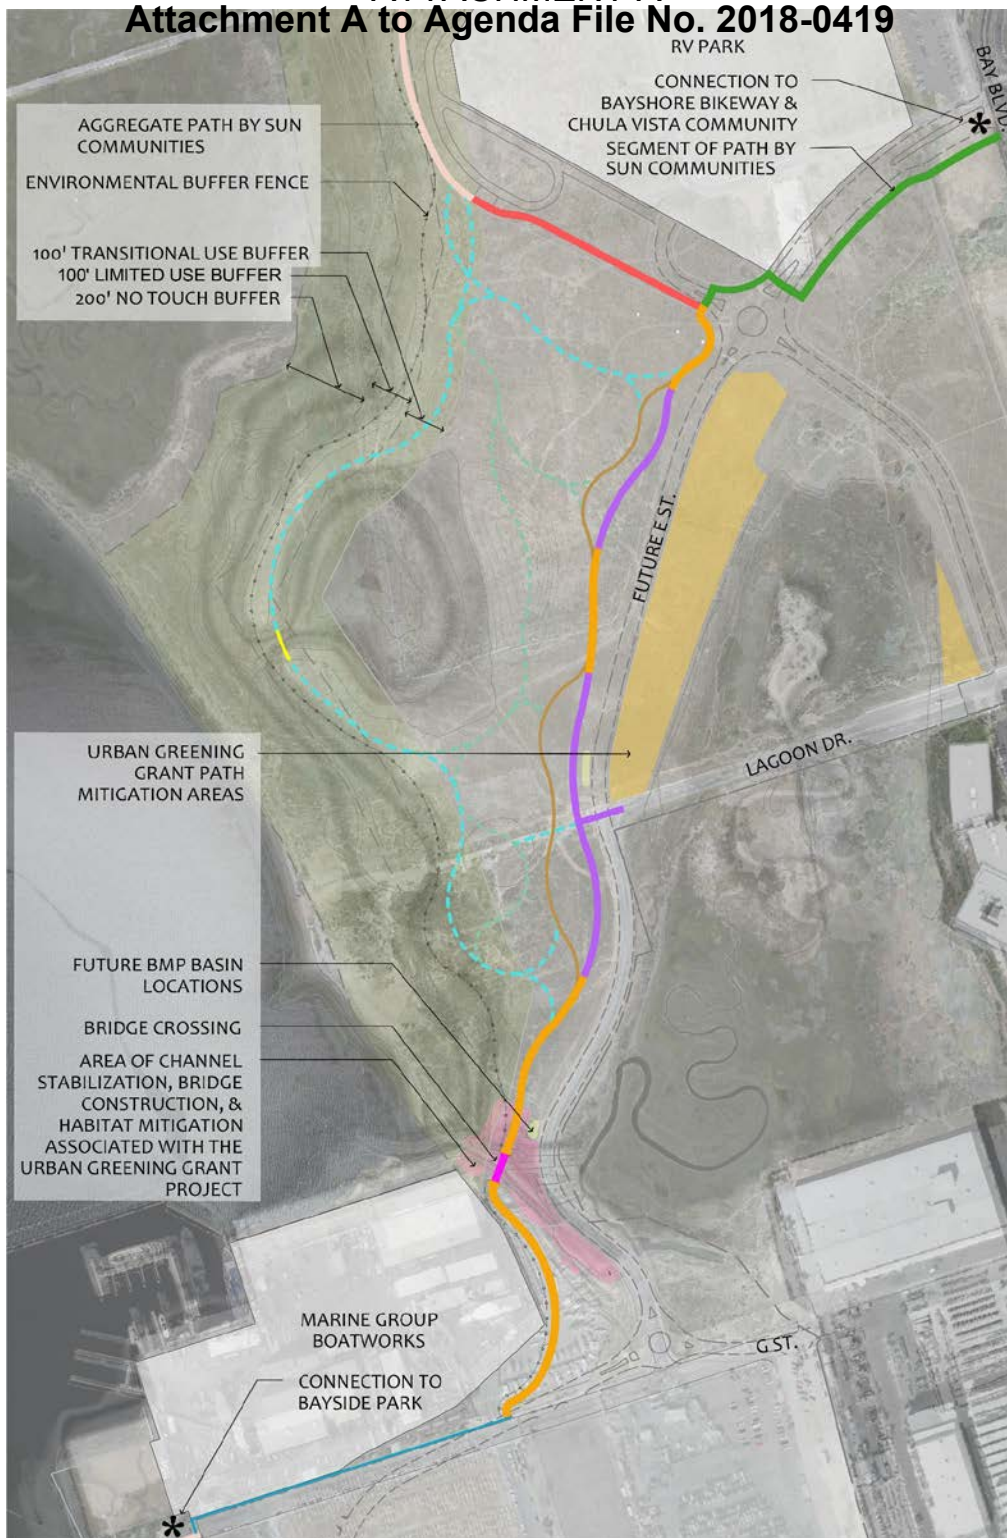 Attachment A to Agenda File No. 2018-0419
RV PARK
BAY BLVD.
CONNECTION TO
BAYSHORE BIKEWAY &
CHULA VISTA COMMUNITY
SEGMENT OF PATH BY
SUN COMMUNITIES
AGGREGATE PATH BY SUN
COMMUNITIES
ENVIRONMENTAL BUFFER FENCE
100' TRANSITIONAL USE BUFFER
100' LIMITED USE BUFFER
200' NO TOUCH BUFFER
FUTURE E ST.
URBAN GREENING
GRANT PATH
MITIGATION AREAS
LAGOON DR.
FUTURE BMP BASIN
LOCATIONS
BRIDGE CROSSING
AREA OF CHANNEL
STABILIZATION, BRIDGE
CONSTRUCTION, &
HABITAT MITIGATION
ASSOCIATED WITH THE
URBAN GREENING GRANT
PROJECT
MARINE GROUP
BOATWORKS
G ST.
CONNECTION TO
BAYSIDE PARK